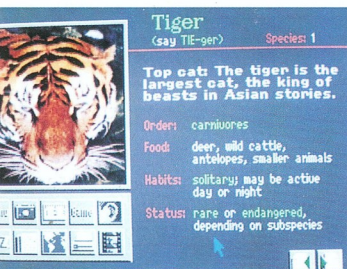 Tiger
(say TIE-ger) Species: 1
Top cat: The tiger is the
largest cat, the king of
beasts in Asian stories.
Order: carnivores
Food: deer, wild cattle,
antelopes, smaller animals
Habits: solitary; may be active
day or night
Status: rare or endangered,
depending on subspecies